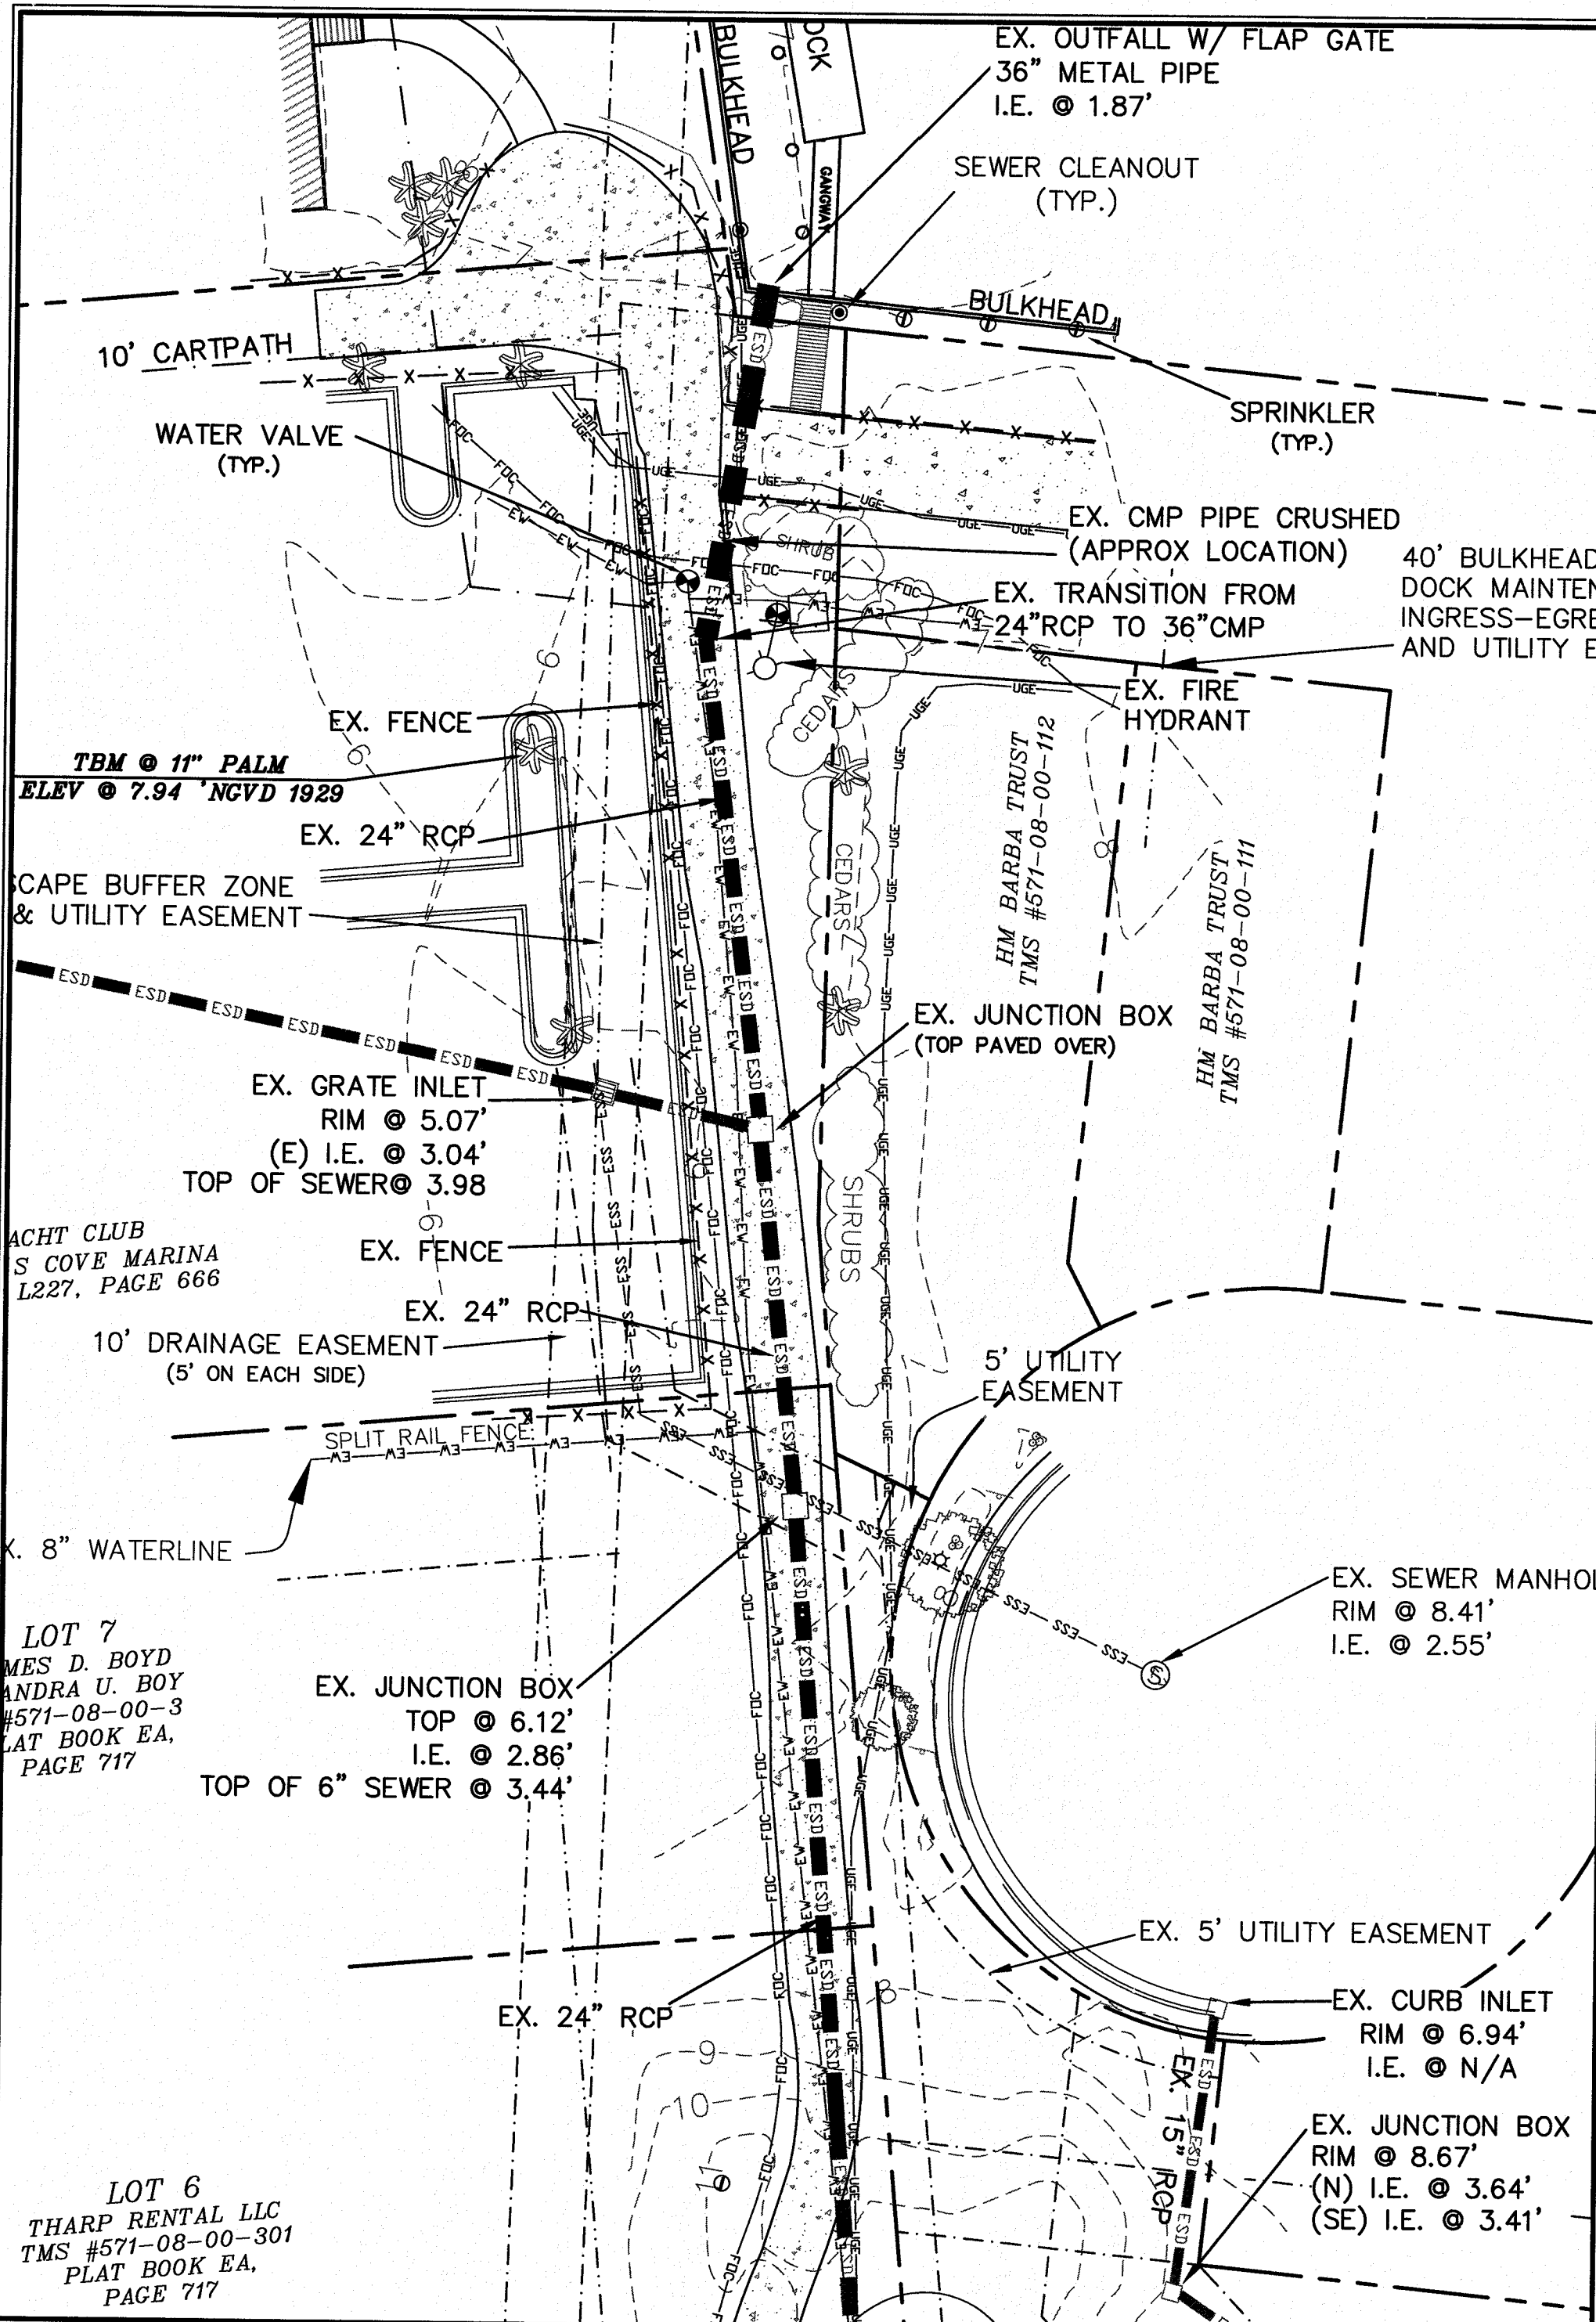 EX. OUTFALL W/ FLAP GATE
36" METAL PIPE
I.E. @ 1.87'
BULKHEAD
OCK
GANGWAY
SEWER CLEANOUT
(TYP.)
BULKHEAD
10' CARTPATH
SPRINKLER
(TYP.)
WATER VALVE
(TYP.)
EX. CMP PIPE CRUSHED
(APPROX LOCATION)
SHRUB
40' BULKHEAD
DOCK MAINTEN
INGRESS-EGRE
AND UTILITY E
EX. TRANSITION FROM
24"RCP TO 36"CMP
EX. FIRE
HYDRANT
CEDARS
EX. FENCE
TBM @ 11" PALM
ELEV @ 7.94 'NGVD 1929
EX. 24" RCP
HM BARBA TRUST
TMS #571-08-00-112
HM BARBA TRUST
TMS #571-08-00-111
CEDARS
SCAPE BUFFER ZONE
& UTILITY EASEMENT
EX. JUNCTION BOX
(TOP PAVED OVER)
EX. GRATE INLET
RIM @ 5.07'
(E) I.E. @ 3.04'
TOP OF SEWER@ 3.98
SHRUBS
ACHT CLUB
S COVE MARINA
L227, PAGE 666
EX. FENCE
EX. 24" RCP
10' DRAINAGE EASEMENT
(5' ON EACH SIDE)
5' UTILITY
EASEMENT
SPLIT RAIL FENCE
X. 8" WATERLINE
EX. SEWER MANHOL
RIM @ 8.41'
I.E. @ 2.55'
LOT 7
MES D. BOYD
ANDRA U. BOY
#571-08-00-3
LAT BOOK EA,
PAGE 717
EX. JUNCTION BOX
TOP @ 6.12'
I.E. @ 2.86'
TOP OF 6" SEWER @ 3.44'
EX. 5' UTILITY EASEMENT
EX. 24" RCP
EX. CURB INLET
RIM @ 6.94'
I.E. @ N/A
8
9
10
11
EX. 15" RCP
EX. JUNCTION BOX
RIM @ 8.67'
(N) I.E. @ 3.64'
(SE) I.E. @ 3.41'
LOT 6
THARP RENTAL LLC
TMS #571-08-00-301
PLAT BOOK EA,
PAGE 717